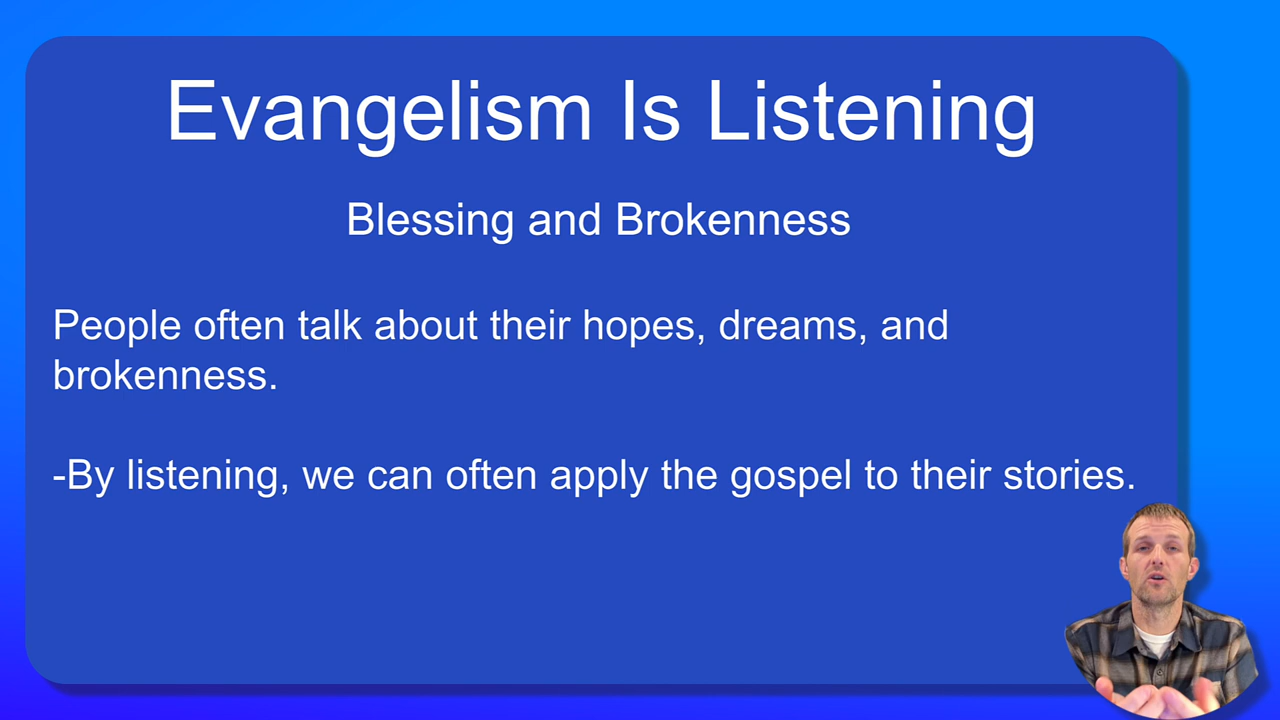 Evangelism Is Listening
Blessing and Brokenness
People often talk about their hopes, dreams, and
brokenness.
-By listening, we can often apply the gospel to their stories.